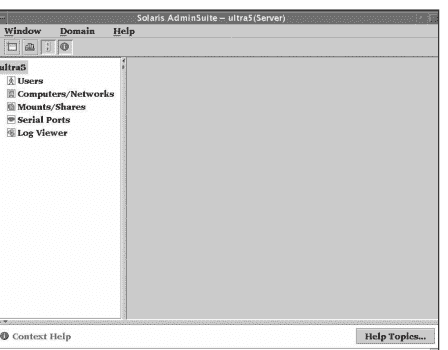 Solaris AdminSuite – ultra5(Server)
Window Domain Help
ultra5
Users
Computers/Networks
Mounts/Shares
Serial Ports
Log Viewer
Context Help
Help Topics...